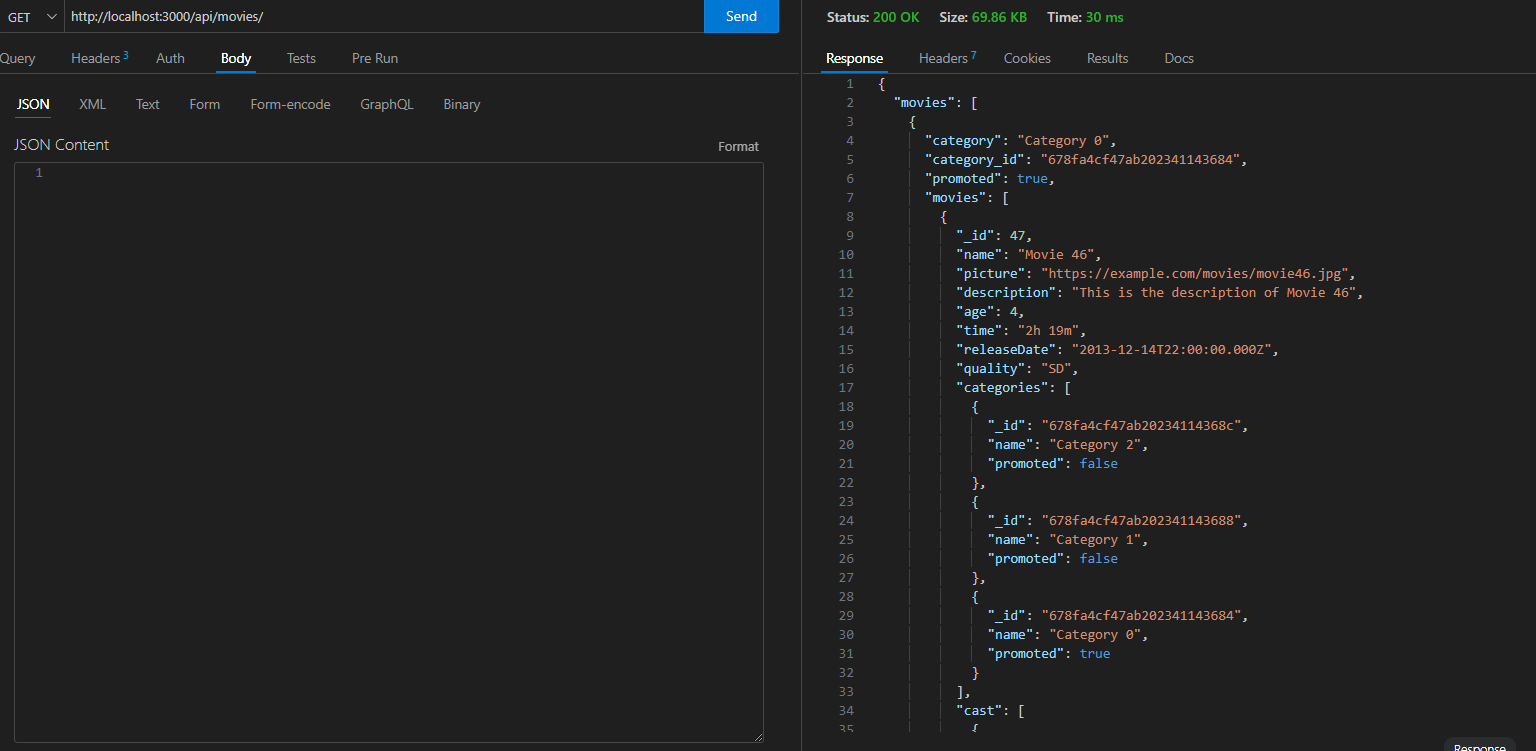 GET http://localhost:3000/api/movies/ Send
Query Headers 3 Auth Body Tests Pre Run
JSON XML Text Form Form-encode GraphQL Binary
JSON Content Format
1
Status: 200 OK Size: 69.86 KB Time: 30 ms
Response Headers 7 Cookies Results Docs
1 {
2 "movies": [
3 {
4 "category": "Category 0",
5 "category_id": "678fa4cf47ab202341143684",
6 "promoted": true,
7 "movies": [
8 {
9 "_id": 47,
10 "name": "Movie 46",
11 "picture": "https://example.com/movies/movie46.jpg",
12 "description": "This is the description of Movie 46",
13 "age": 4,
14 "time": "2h 19m",
15 "releaseDate": "2013-12-14T22:00:00.000Z",
16 "quality": "SD",
17 "categories": [
18 {
19 "_id": "678fa4cf47ab20234114368c",
20 "name": "Category 2",
21 "promoted": false
22 },
23 {
24 "_id": "678fa4cf47ab202341143688",
25 "name": "Category 1",
26 "promoted": false
27 },
28 {
29 "_id": "678fa4cf47ab202341143684",
30 "name": "Category 0",
31 "promoted": true
32 }
33 ],
34 "cast": [
35 {
Response